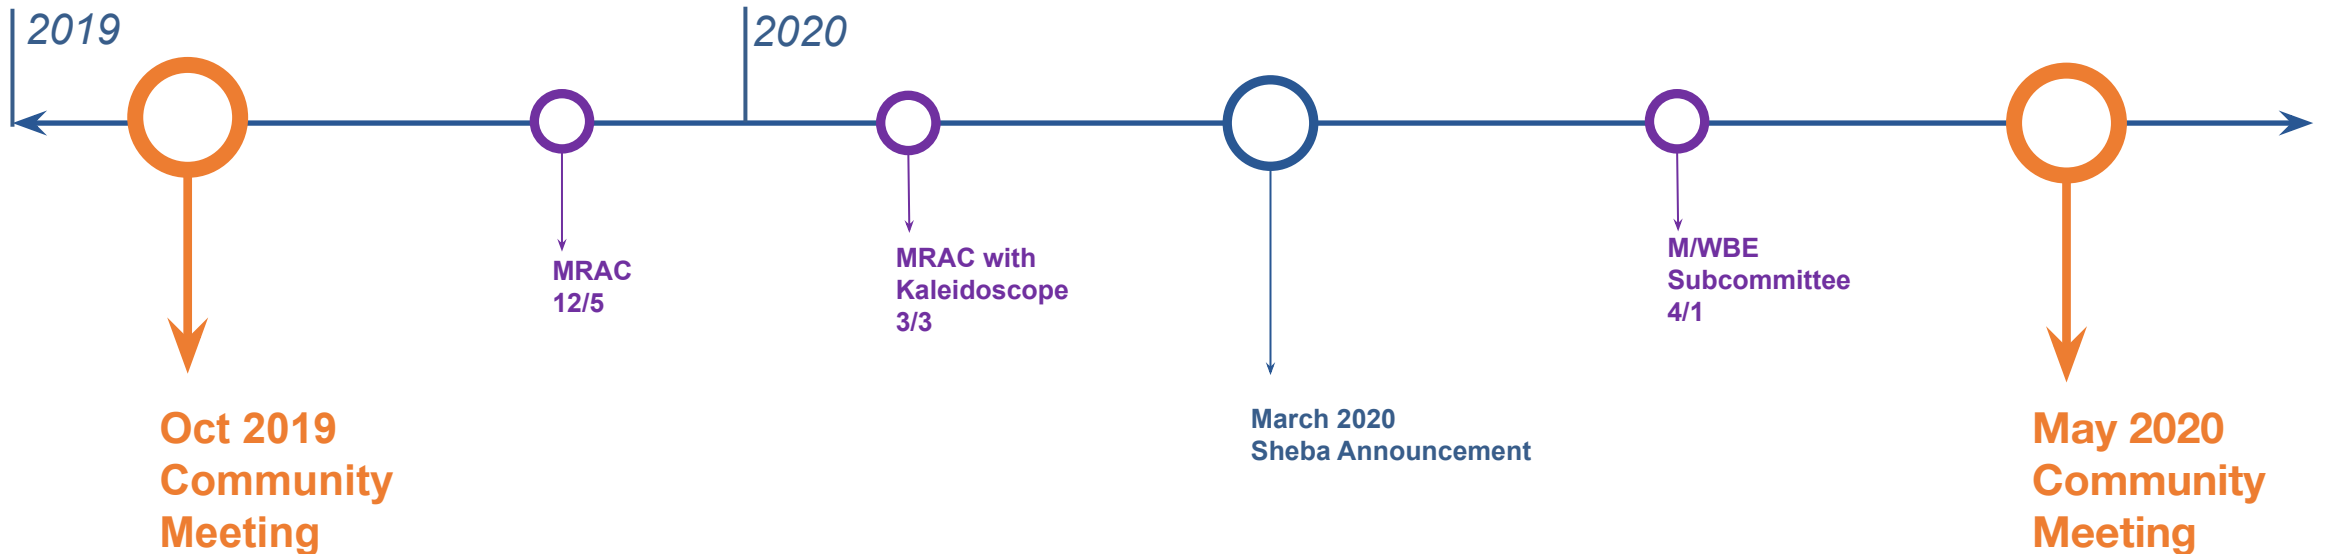 2019
2020
Oct 2019
Community
Meeting
MRAC
12/5
MRAC with
Kaleidoscope
3/3
March 2020
Sheba Announcement
M/WBE
Subcommittee
4/1
May 2020
Community
Meeting